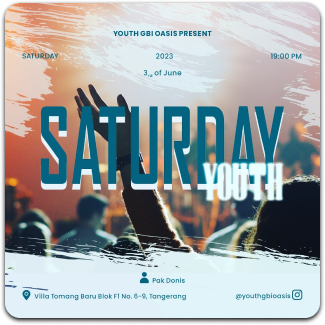 YOUTH GBI OASIS PRESENT
SATURDAY 2023 19:00 PM
3rd of June
SATURDAY
YOUTH
Pak Donis
Villa Tomang Baru Blok F1 No. 6-9, Tangerang
@youthgbioasis